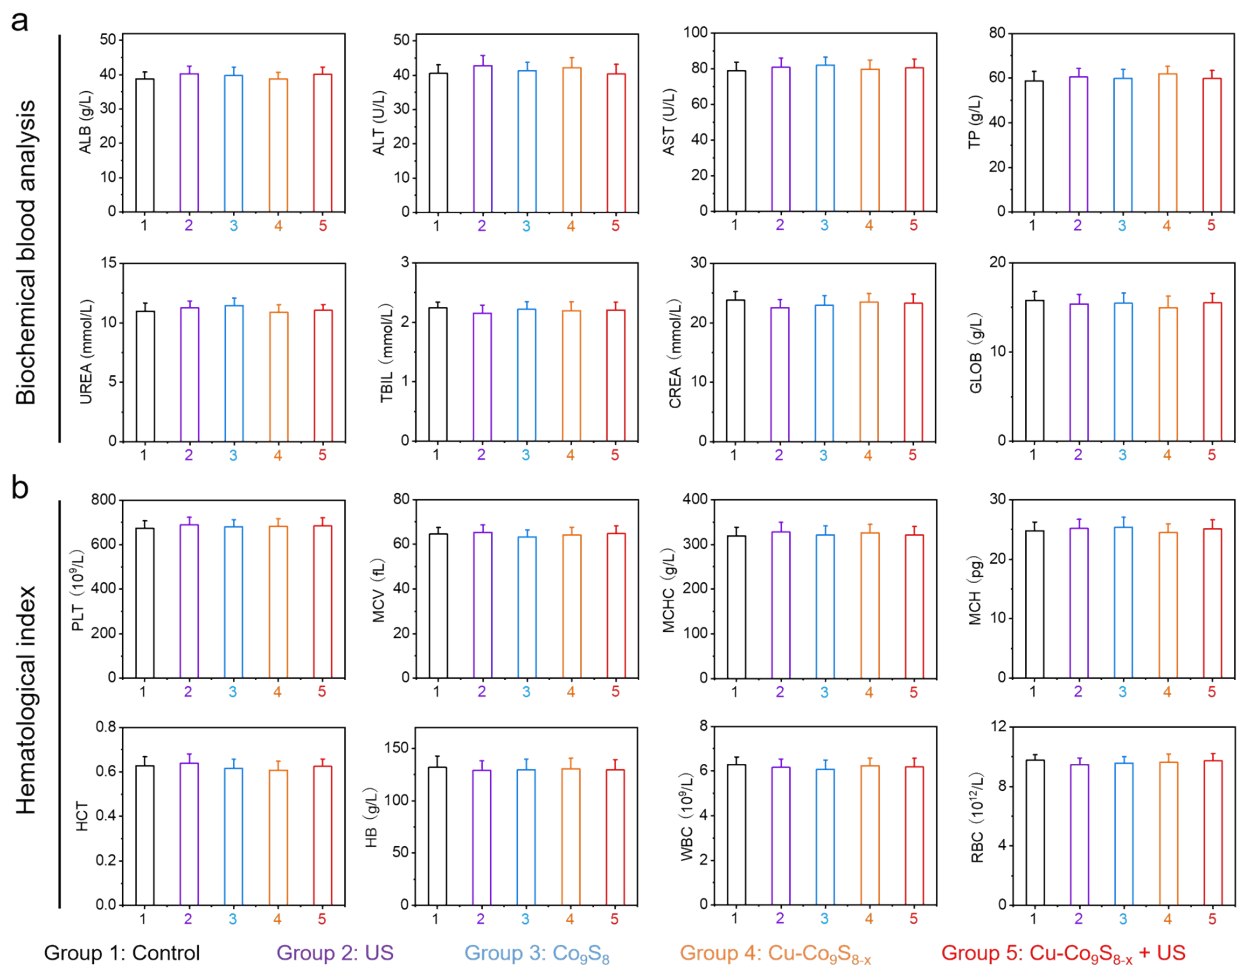 a
Biochemical blood analysis
ALB (g/L)
50
40
30
20
10
0
1 2 3 4 5
ALT (U/L)
50
40
30
20
10
0
1 2 3 4 5
AST (U/L)
100
80
60
40
20
0
1 2 3 4 5
TP (g/L)
80
60
40
20
0
1 2 3 4 5
UREA (mmol/L)
15
10
5
0
1 2 3 4 5
TBIL (mmol/L)
3
2
1
0
1 2 3 4 5
CREA (mmol/L)
30
20
10
0
1 2 3 4 5
GLOB (g/L)
20
10
0
1 2 3 4 5
b
Hematological index
PLT (10⁹/L)
800
600
400
200
0
1 2 3 4 5
MCV (fL)
80
60
40
20
0
1 2 3 4 5
MCHC (g/L)
400
300
200
100
0
1 2 3 4 5
MCH (pg)
30
20
10
0
1 2 3 4 5
HCT
0.8
0.6
0.4
0.2
0.0
1 2 3 4 5
HB (g/L)
150
125
100
75
50
25
0
1 2 3 4 5
WBC (10⁹/L)
8
6
4
2
0
1 2 3 4 5
RBC (10¹²/L)
12
8
4
0
1 2 3 4 5
Group 1: Control Group 2: US Group 3: Co₉S₈ Group 4: Cu-Co₉S₈₋ₓ Group 5: Cu-Co₉S₈₋ₓ + US